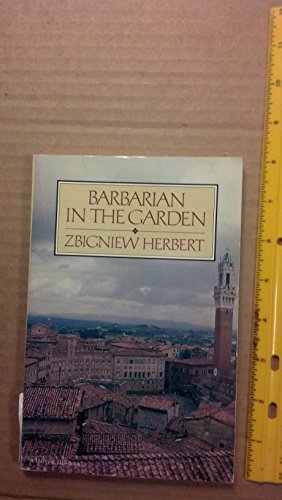 BARBARIAN
IN THE GARDEN
ZBIGNIEW HERBERT